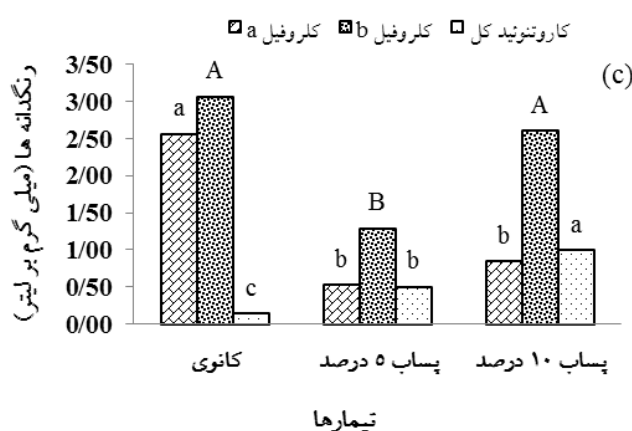 کلروفیل a کلروفیل b کاروتنوئید کل
(c)
رنگدانه ها (میلی گرم بر لیتر)
3/50
3/00
2/50
2/00
1/50
1/00
0/50
0/00
a A c
b B b
b A a
کانوی پساب ۵ درصد پساب ۱۰ درصد
تیمارها